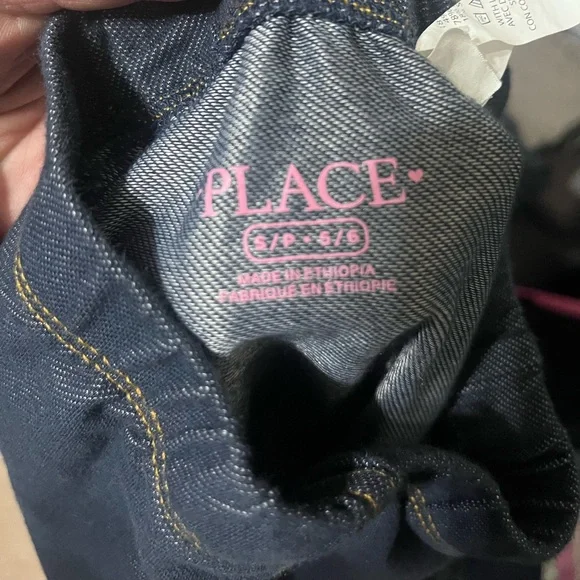 PLACE
S/P • 5/6
MADE IN ETHIOPIA
FABRIQUE EN ETHIOPIE